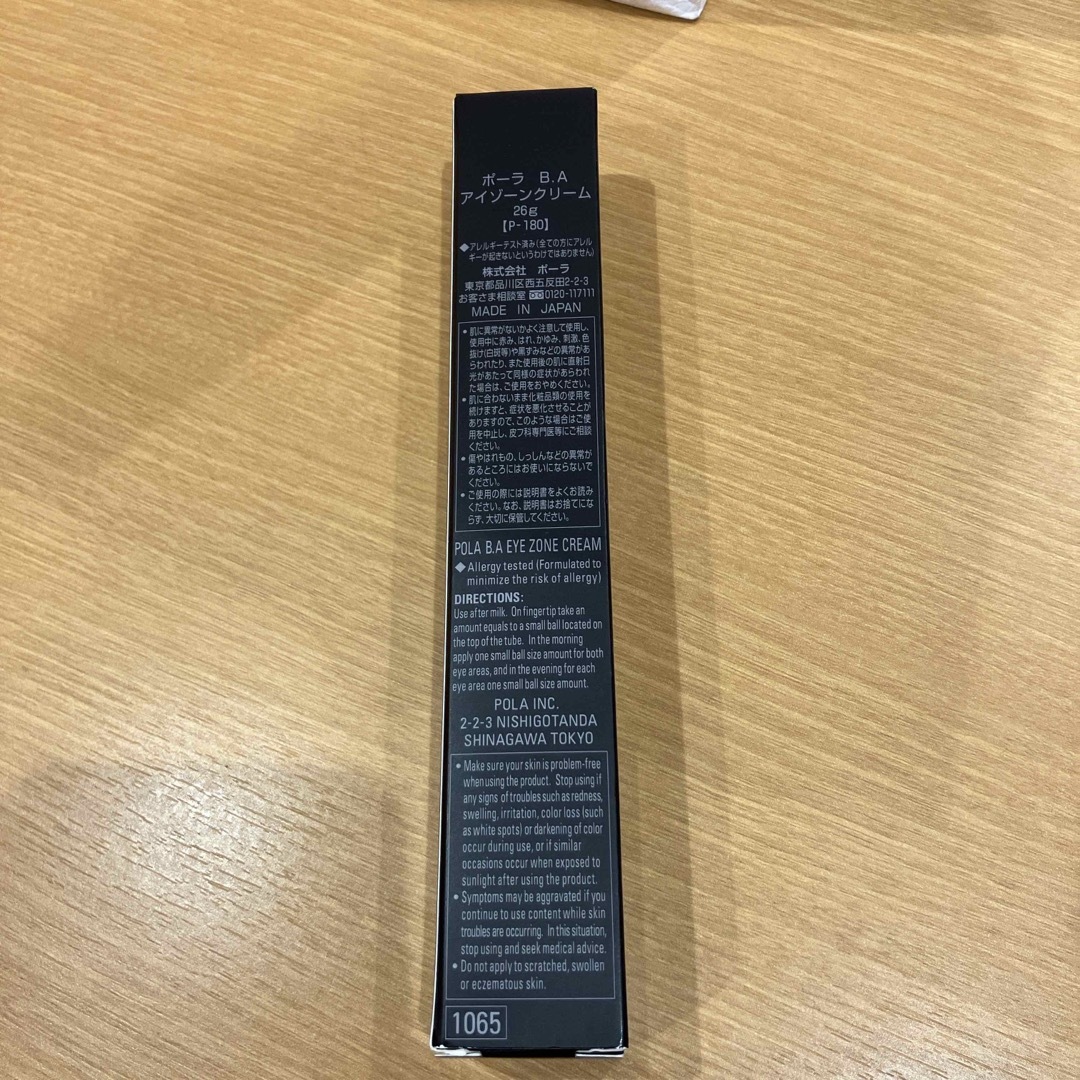 ポーラ B.A
アイゾーンクリーム
26g
【P-180】
◆アレルギーテスト済み(全ての方にアレル
ギーが起きないというわけではありません)
株式会社 ポーラ
東京都品川区西五反田2-2-3
お客さま相談室 0120-117111
MADE IN JAPAN
• 肌に異常がないかよく注意して使用し、
使用中に赤み、はれ、かゆみ、刺激、色
抜け(白斑等)や黒ずみなどの異常があ
らわれたり、また使用後の肌に直射日
光があたって同様の症状があらわれ
た場合は、ご使用をおやめください。
• 肌に合わないまま化粧品類の使用を
続けますと、症状を悪化させることが
ありますので、このような場合はご使
用を中止し、皮フ科専門医等にご相談
ください。
• 傷やはれもの、しっしんなどの異常が
あるところにはお使いにならないで
ください。
• ご使用の際には説明書をよくお読み
ください。なお、説明書はお捨てにな
らず、大切に保管してください。
POLA B.A EYE ZONE CREAM
◆ Allergy tested (Formulated to
minimize the risk of allergy)
DIRECTIONS:
Use after milk. On fingertip take an
amount equals to a small ball located on
the top of the tube. In the morning
apply one small ball size amount for both
eye areas, and in the evening for each
eye area one small ball size amount.
POLA INC.
2-2-3 NISHIGOTANDA
SHINAGAWA TOKYO
• Make sure your skin is problem-free
when using the product. Stop using if
any signs of troubles such as redness,
swelling, irritation, color loss (such
as white spots) or darkening of color
occur during use, or if similar
occasions occur when exposed to
sunlight after using the product.
• Symptoms may be aggravated if you
continue to use content while skin
troubles are occurring. In this situation,
stop using and seek medical advice.
• Do not apply to scratched, swollen
or eczematous skin.
1065